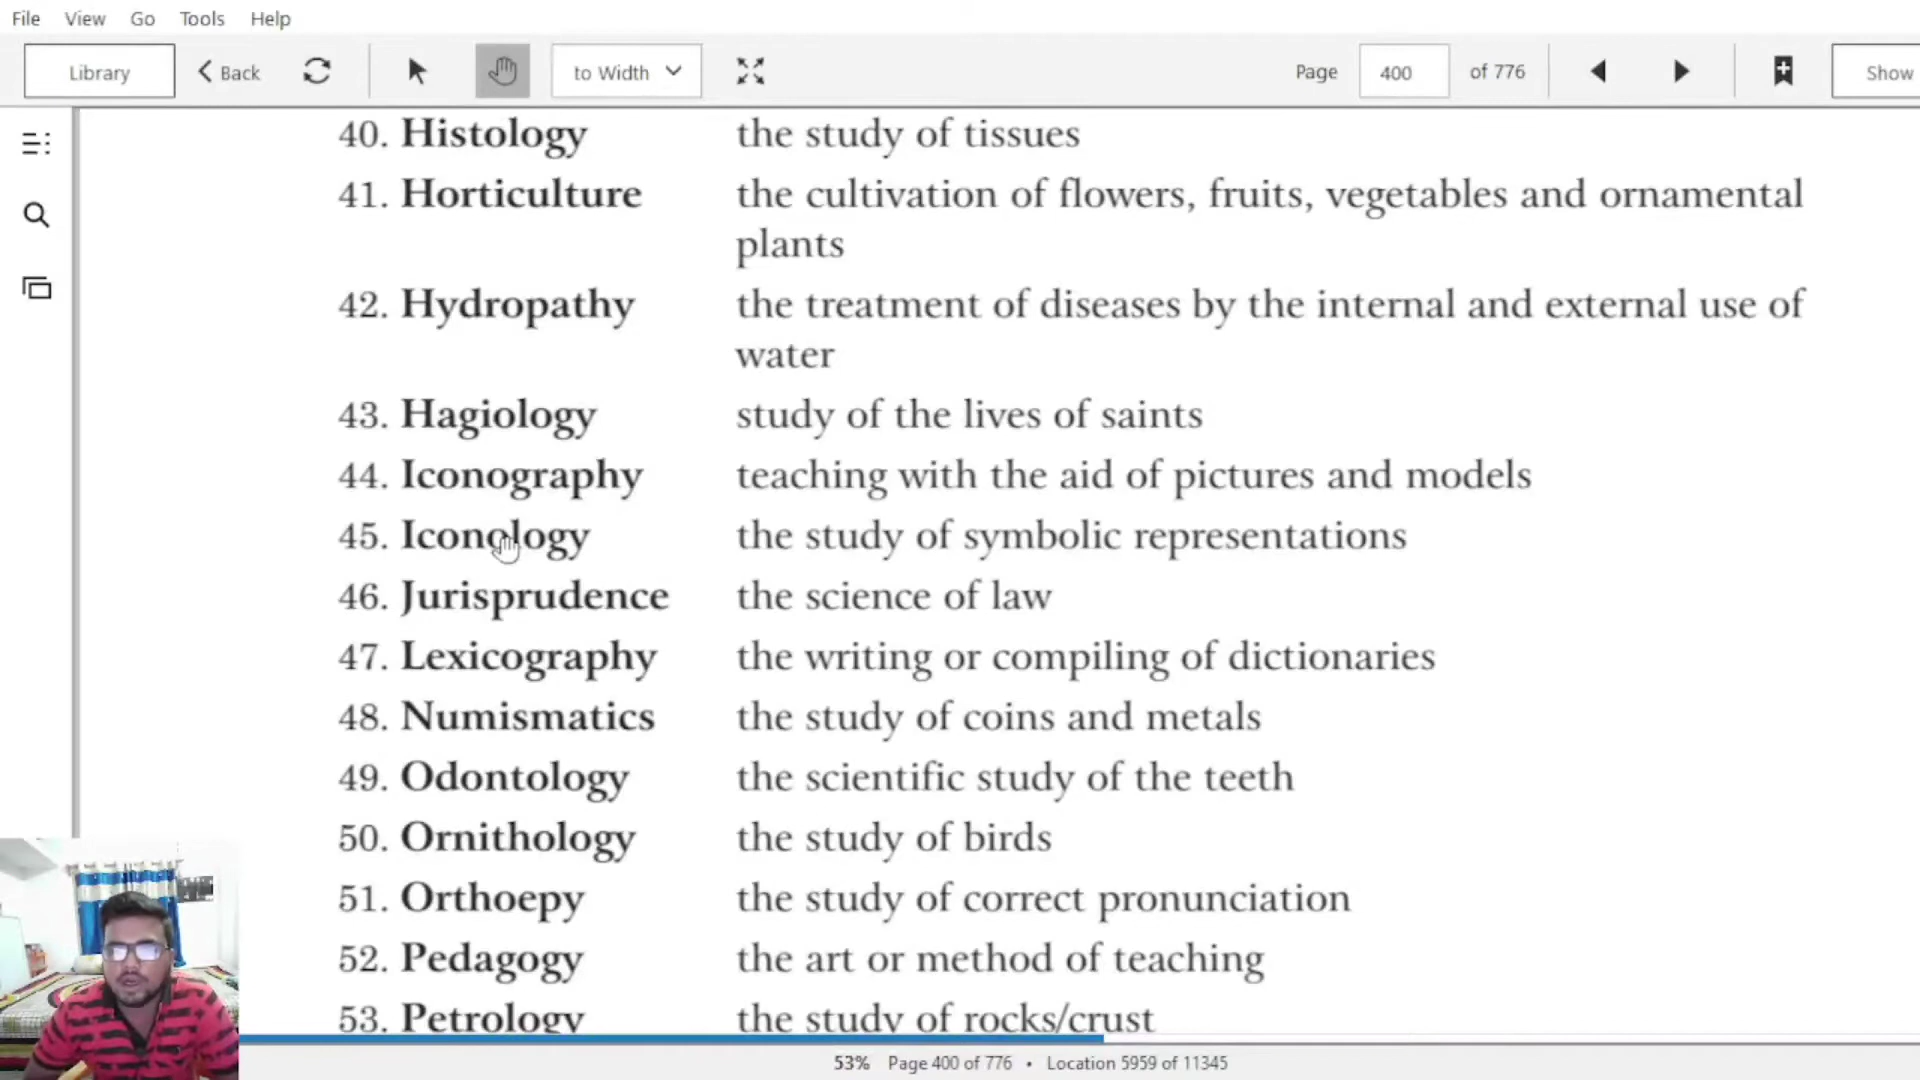 File View Go Tools Help
Library Back to Width Page 400 of 776 Show
40. Histology the study of tissues
41. Horticulture the cultivation of flowers, fruits, vegetables and ornamental
plants
42. Hydropathy the treatment of diseases by the internal and external use of
water
43. Hagiology study of the lives of saints
44. Iconography teaching with the aid of pictures and models
45. Iconology the study of symbolic representations
46. Jurisprudence the science of law
47. Lexicography the writing or compiling of dictionaries
48. Numismatics the study of coins and metals
49. Odontology the scientific study of the teeth
50. Ornithology the study of birds
51. Orthoepy the study of correct pronunciation
52. Pedagogy the art or method of teaching
53. Petrology the study of rocks/crust
53% Page 400 of 776 • Location 5959 of 11345